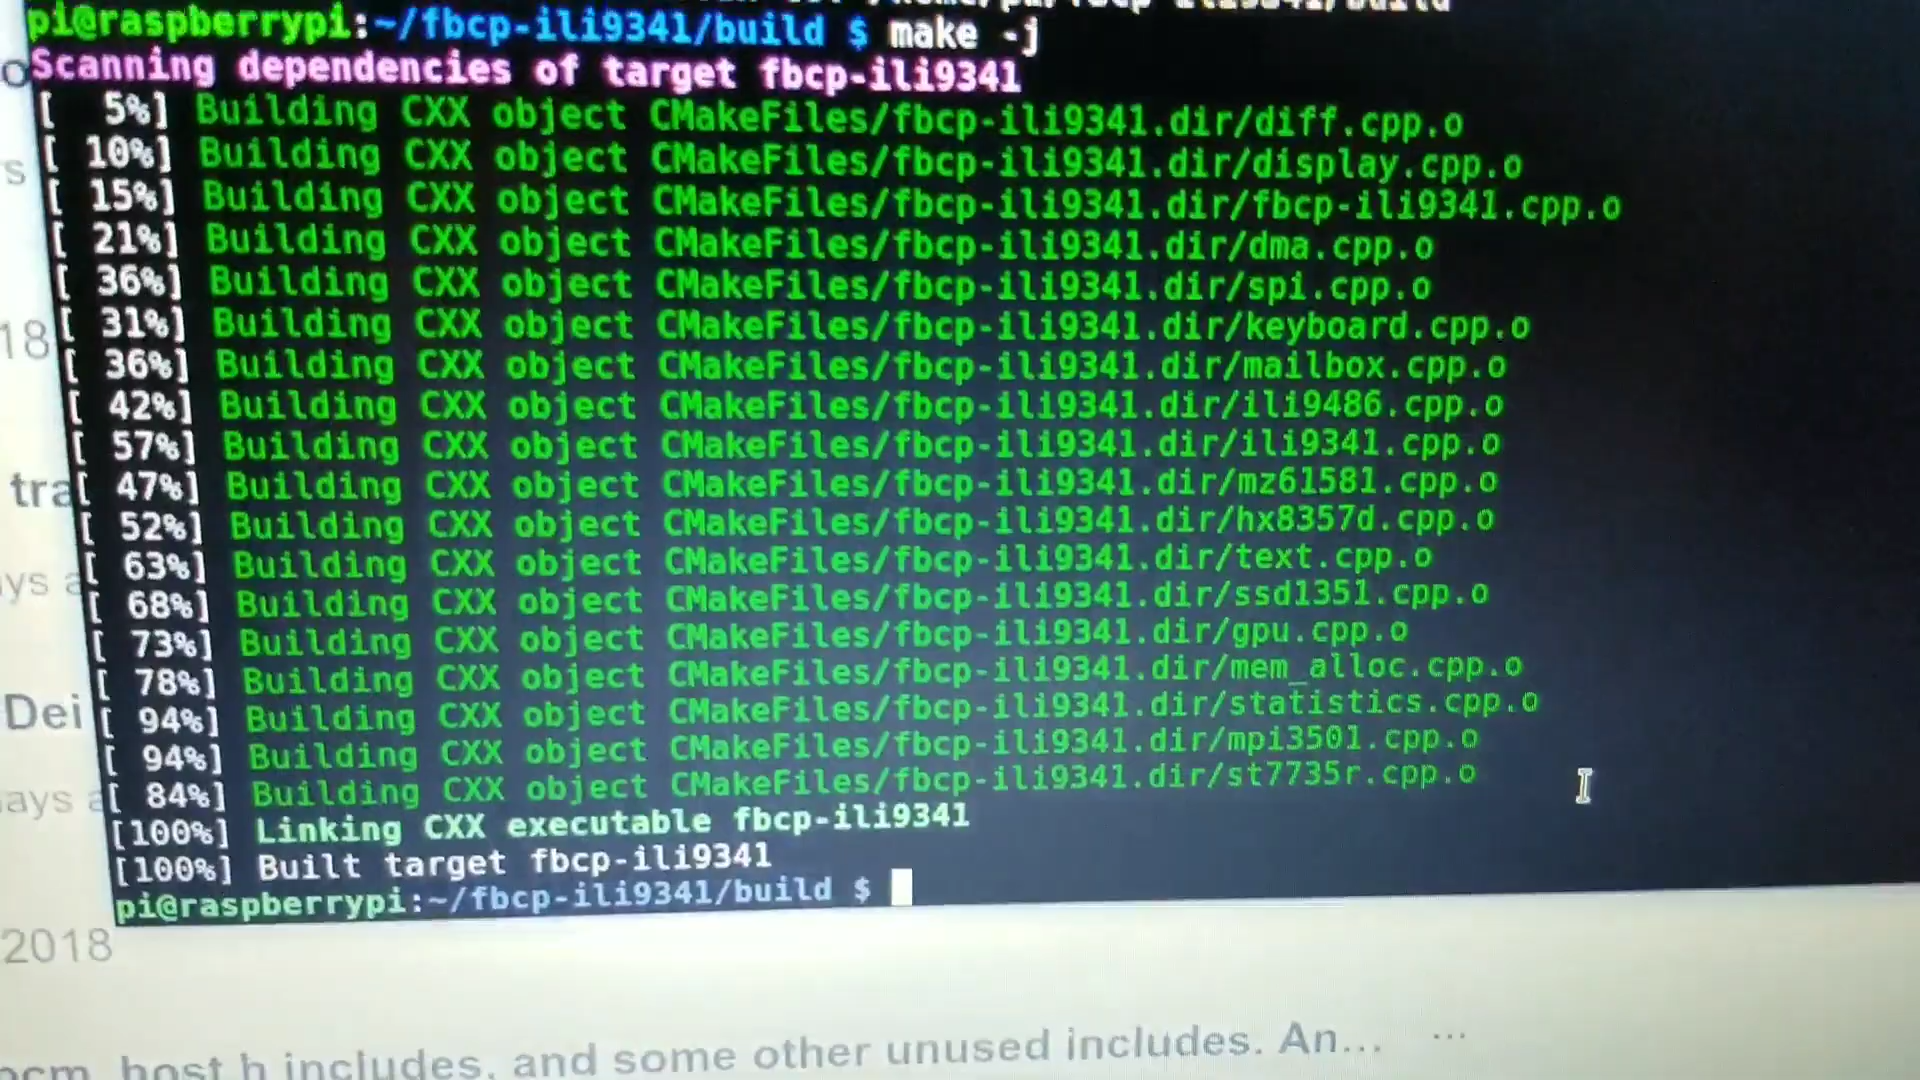 pi@raspberrypi:~/fbcp-ili9341/build $ make -j
Scanning dependencies of target fbcp-ili9341
[  5%] Building CXX object CMakeFiles/fbcp-ili9341.dir/diff.cpp.o
[ 10%] Building CXX object CMakeFiles/fbcp-ili9341.dir/display.cpp.o
[ 15%] Building CXX object CMakeFiles/fbcp-ili9341.dir/fbcp-ili9341.cpp.o
[ 21%] Building CXX object CMakeFiles/fbcp-ili9341.dir/dma.cpp.o
[ 36%] Building CXX object CMakeFiles/fbcp-ili9341.dir/spi.cpp.o
18
[ 31%] Building CXX object CMakeFiles/fbcp-ili9341.dir/keyboard.cpp.o
[ 36%] Building CXX object CMakeFiles/fbcp-ili9341.dir/mailbox.cpp.o
[ 42%] Building CXX object CMakeFiles/fbcp-ili9341.dir/ili9486.cpp.o
[ 57%] Building CXX object CMakeFiles/fbcp-ili9341.dir/ili9341.cpp.o
tra
[ 47%] Building CXX object CMakeFiles/fbcp-ili9341.dir/mz61581.cpp.o
[ 52%] Building CXX object CMakeFiles/fbcp-ili9341.dir/hx8357d.cpp.o
[ 63%] Building CXX object CMakeFiles/fbcp-ili9341.dir/text.cpp.o
ys a
[ 68%] Building CXX object CMakeFiles/fbcp-ili9341.dir/ssd1351.cpp.o
[ 73%] Building CXX object CMakeFiles/fbcp-ili9341.dir/gpu.cpp.o
[ 78%] Building CXX object CMakeFiles/fbcp-ili9341.dir/mem_alloc.cpp.o
Dei
[ 94%] Building CXX object CMakeFiles/fbcp-ili9341.dir/statistics.cpp.o
[ 94%] Building CXX object CMakeFiles/fbcp-ili9341.dir/mpi3501.cpp.o
ays a
[ 84%] Building CXX object CMakeFiles/fbcp-ili9341.dir/st7735r.cpp.o
[100%] Linking CXX executable fbcp-ili9341
[100%] Built target fbcp-ili9341
pi@raspberrypi:~/fbcp-ili9341/build $
2018
host h includes, and some other unused includes. An... ...